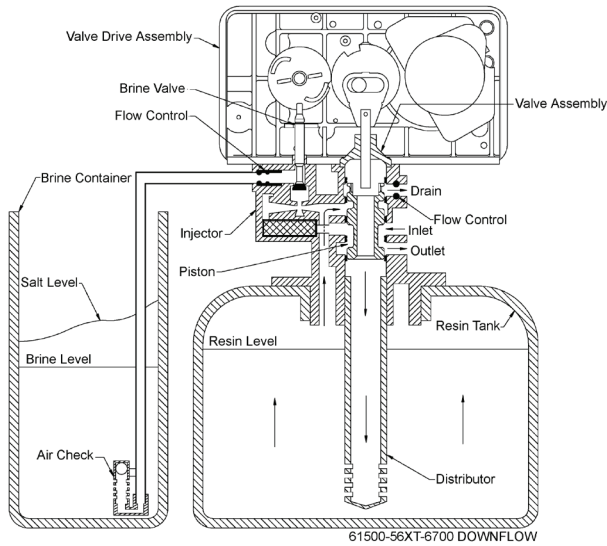 Valve Drive Assembly
Brine Valve
Flow Control
Valve Assembly
Brine Container
Drain
Flow Control
Injector
Inlet
Outlet
Piston
Salt Level
Resin Tank
Resin Level
Brine Level
Air Check
Distributor
61500-56XT-6700 DOWNFLOW